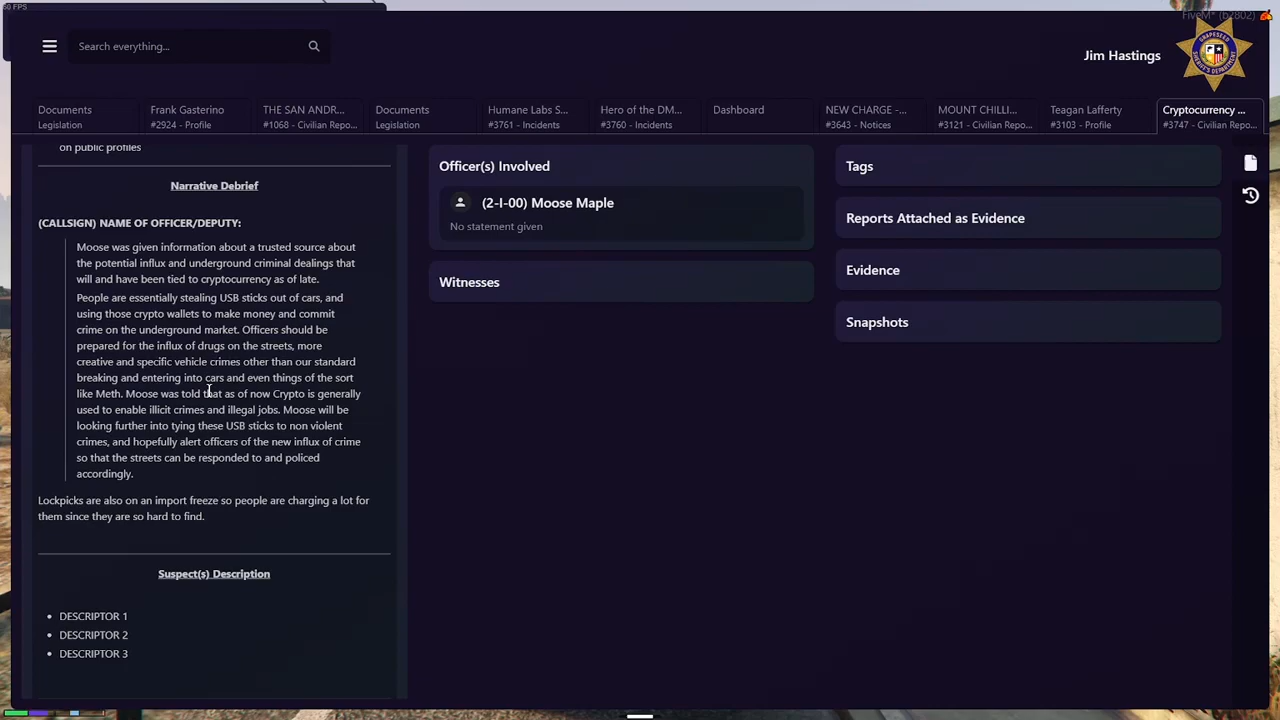 60 FPS
FiveM* (b2802)
Search everything...
Jim Hastings
GRAPESEED
SHERIFF'S DEPARTMENT
Documents
Legislation
Frank Gasterino
#2924 - Profile
THE SAN ANDR...
#1068 - Civilian Repo...
Documents
Legislation
Humane Labs S...
#3761 - Incidents
Hero of the DM...
#3760 - Incidents
Dashboard
NEW CHARGE -...
#3643 - Notices
MOUNT CHILLI...
#3121 - Civilian Repo...
Teagan Lafferty
#3103 - Profile
Cryptocurrency ...
#3747 - Civilian Repo...
on public profiles
Narrative Debrief
(CALLSIGN) NAME OF OFFICER/DEPUTY:
Moose was given information about a trusted source about
the potential influx and underground criminal dealings that
will and have been tied to cryptocurrency as of late.
People are essentially stealing USB sticks out of cars, and
using those crypto wallets to make money and commit
crime on the underground market. Officers should be
prepared for the influx of drugs on the streets, more
creative and specific vehicle crimes other than our standard
breaking and entering into cars and even things of the sort
like Meth. Moose was told that as of now Crypto is generally
used to enable illicit crimes and illegal jobs. Moose will be
looking further into tying these USB sticks to non violent
crimes, and hopefully alert officers of the new influx of crime
so that the streets can be responded to and policed
accordingly.
Lockpicks are also on an import freeze so people are charging a lot for
them since they are so hard to find.
Suspect(s) Description
• DESCRIPTOR 1
• DESCRIPTOR 2
• DESCRIPTOR 3
Officer(s) Involved
(2-I-00) Moose Maple
No statement given
Witnesses
Tags
Reports Attached as Evidence
Evidence
Snapshots